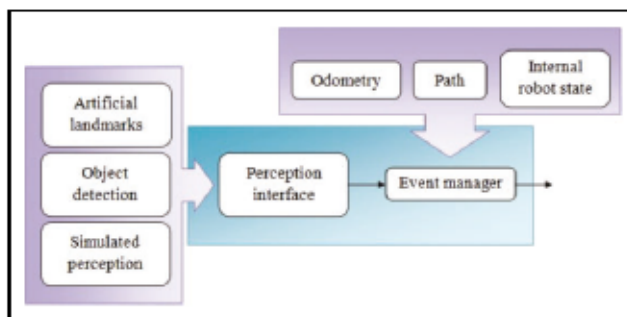 Odometry
Path
Internal
robot state
Artificial
landmarks
Object
detection
Simulated
perception
Perception
interface
Event manager